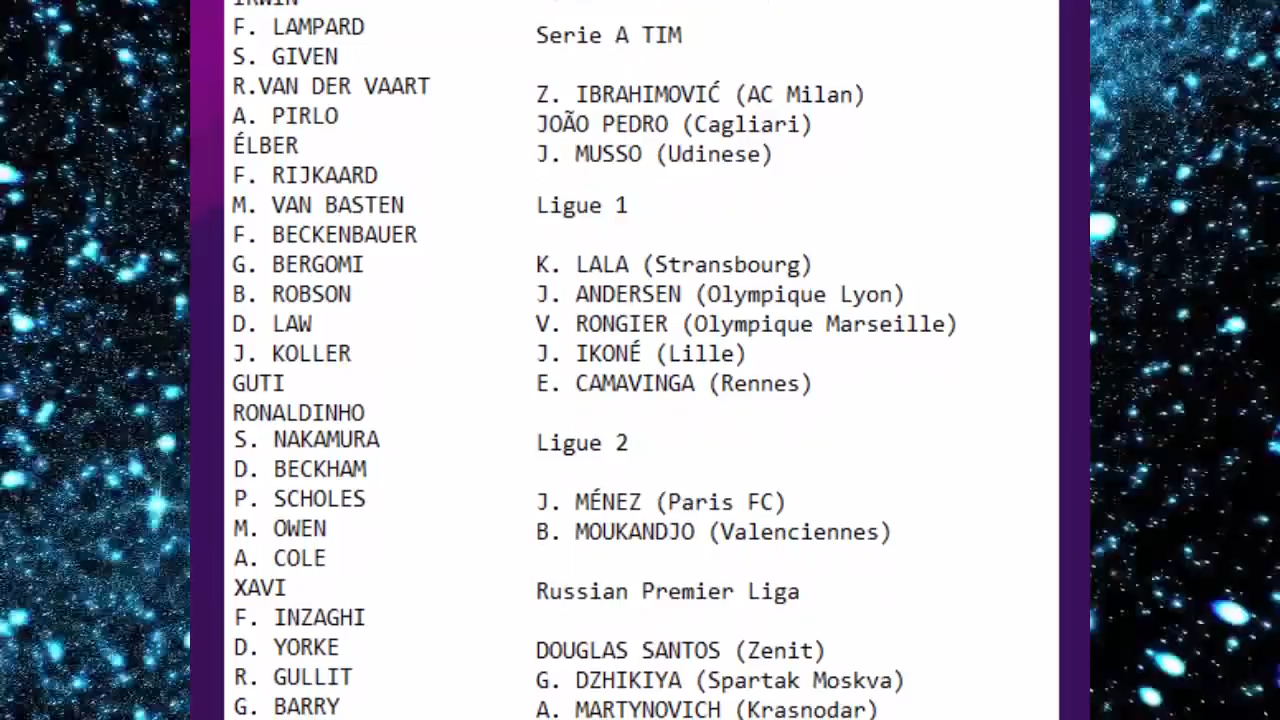 IRWIN
F. LAMPARD
S. GIVEN
R.VAN DER VAART
A. PIRLO
ÉLBER
F. RIJKAARD
M. VAN BASTEN
F. BECKENBAUER
G. BERGOMI
B. ROBSON
D. LAW
J. KOLLER
GUTI
RONALDINHO
S. NAKAMURA
D. BECKHAM
P. SCHOLES
M. OWEN
A. COLE
XAVI
F. INZAGHI
D. YORKE
R. GULLIT
G. BARRY
Serie A TIM
Z. IBRAHIMOVIĆ (AC Milan)
JOÃO PEDRO (Cagliari)
J. MUSSO (Udinese)
Ligue 1
K. LALA (Stransbourg)
J. ANDERSEN (Olympique Lyon)
V. RONGIER (Olympique Marseille)
J. IKONÉ (Lille)
E. CAMAVINGA (Rennes)
Ligue 2
J. MÉNEZ (Paris FC)
B. MOUKANDJO (Valenciennes)
Russian Premier Liga
DOUGLAS SANTOS (Zenit)
G. DZHIKIYA (Spartak Moskva)
A. MARTYNOVICH (Krasnodar)